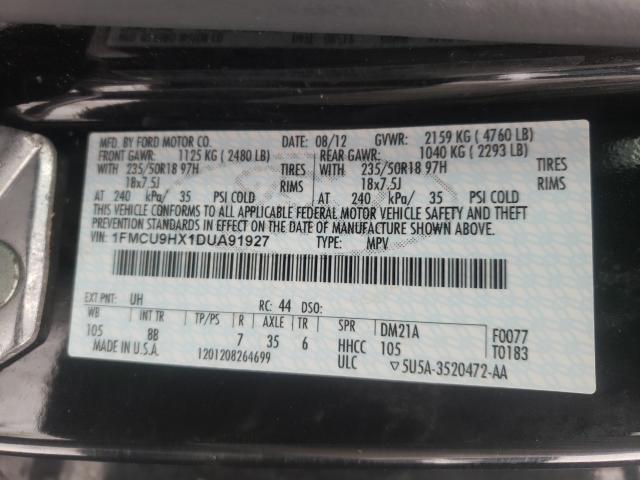 MFD. BY FORD MOTOR CO. DATE: 08/12 GVWR: 2159 KG ( 4760 LB)
FRONT GAWR: 1125 KG ( 2480 LB) REAR GAWR: 1040 KG ( 2293 LB)
WITH 235/50R18 97H TIRES WITH 235/50R18 97H TIRES
18x7.5J RIMS 18x7.5J RIMS
AT 240 kPa/ 35 PSI COLD AT 240 kPa/ 35 PSI COLD
THIS VEHICLE CONFORMS TO ALL APPLICABLE FEDERAL MOTOR VEHICLE SAFETY AND THEFT
PREVENTION STANDARDS IN EFFECT ON THE DATE OF MANUFACTURE SHOWN ABOVE.
VIN: 1FMCU9HX1DUA91927 TYPE: MPV
EXT PNT: UH RC: 44 DSO:
WB INT TR TP/PS R AXLE TR SPR DM21A F0077
105 8B 7 35 6 HHCC 105 T0183
MADE IN U.S.A. 1201208264699 ULC ▽5U5A-3520472-AA